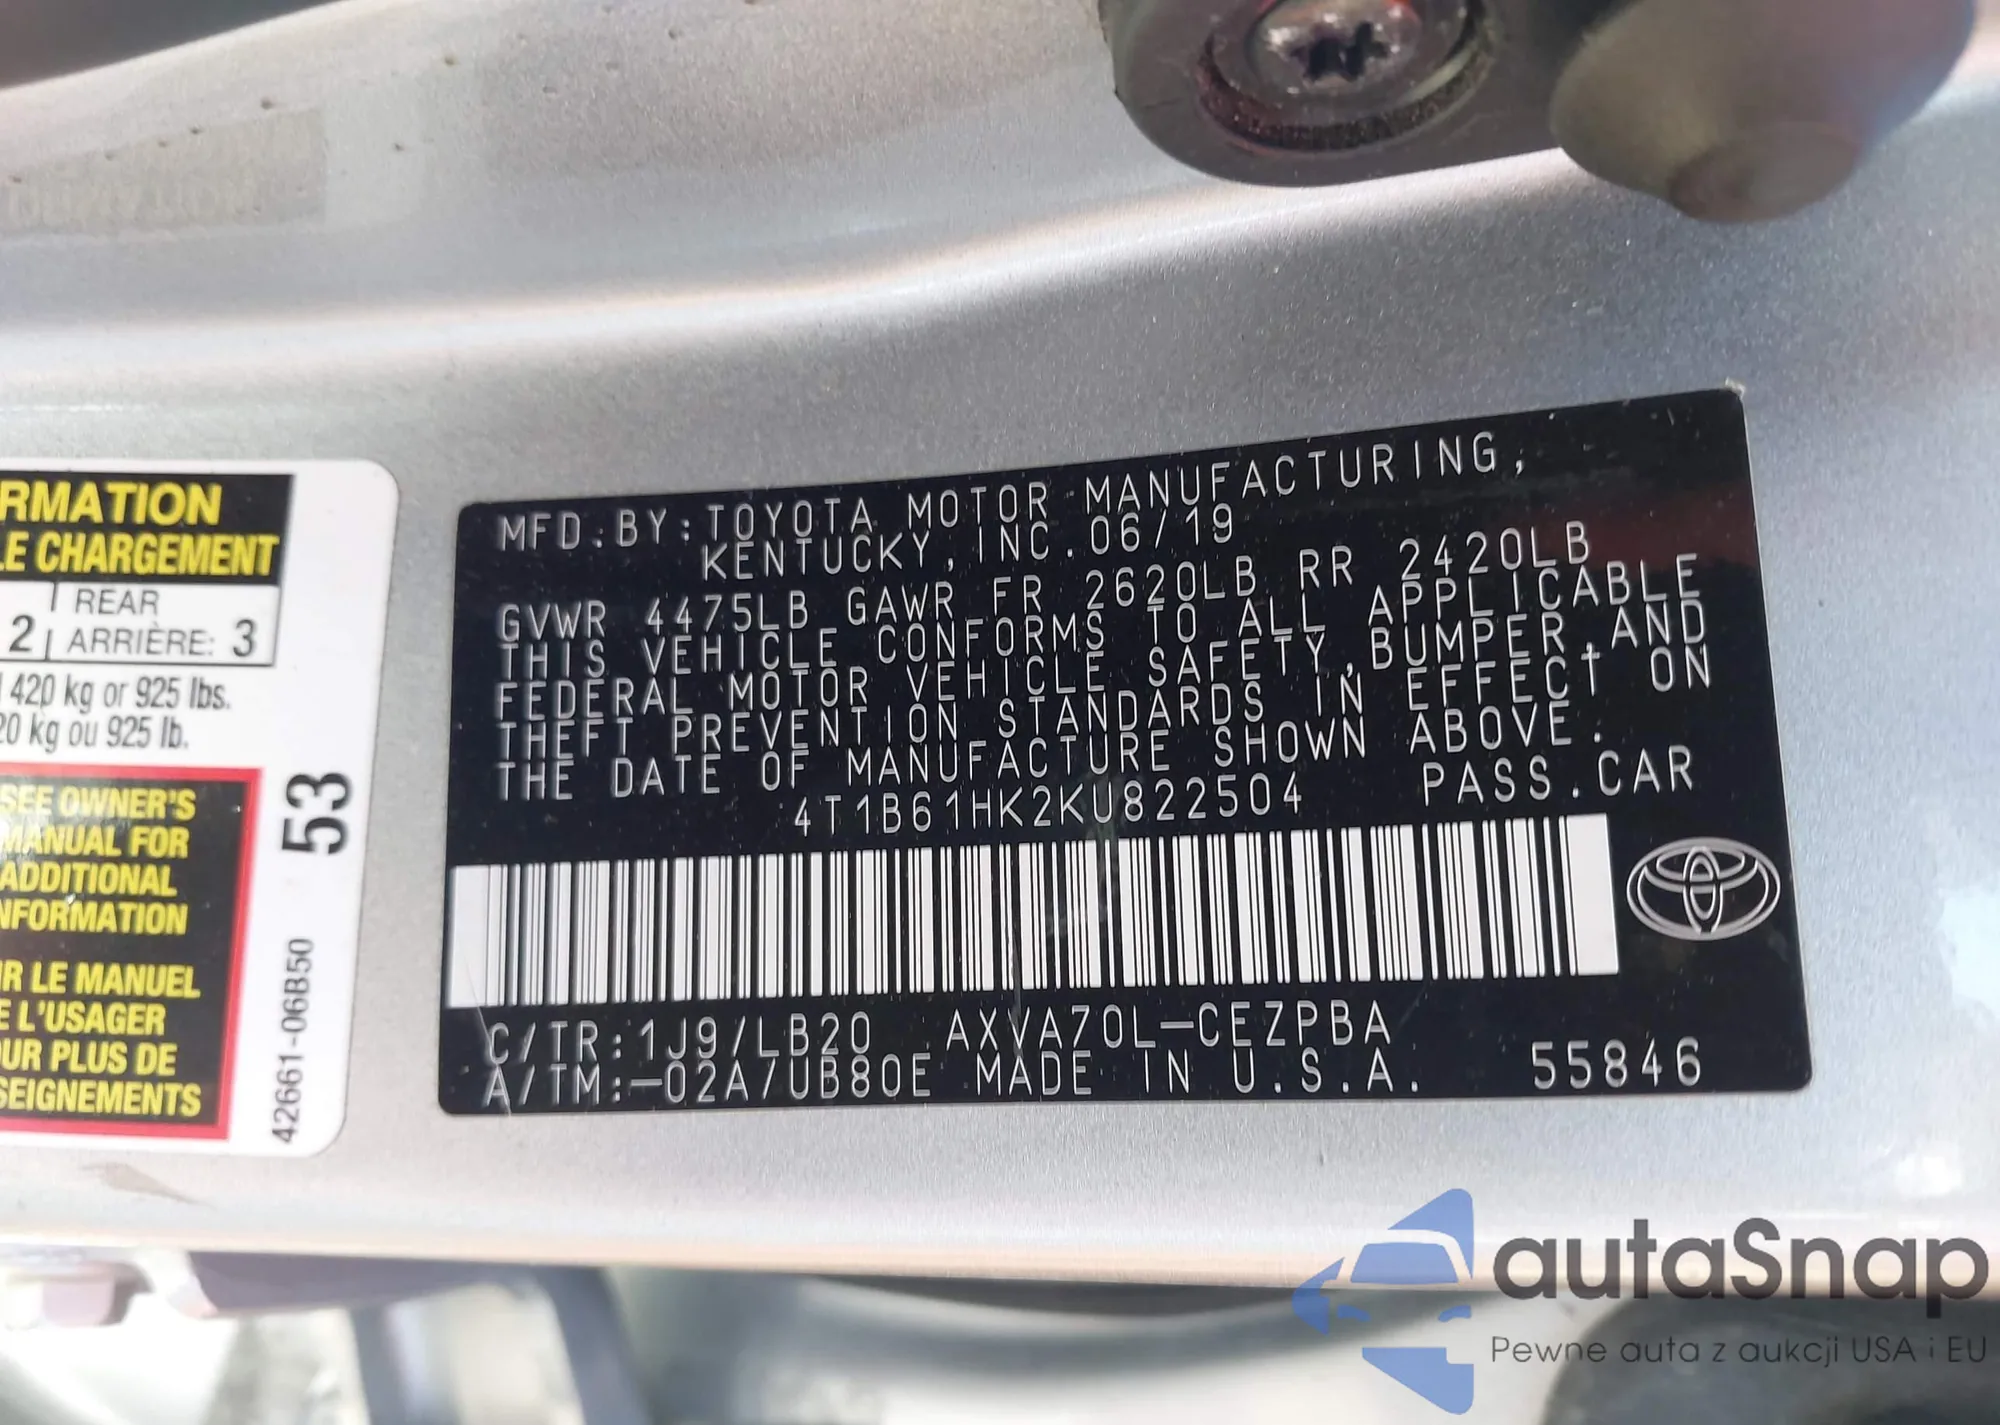 RMATION
LE CHARGEMENT
2 REAR
ARRIÈRE: 3
420 kg or 925 lbs.
20 kg ou 925 lb.
SEE OWNER'S
MANUAL FOR
ADDITIONAL
NFORMATION
IR LE MANUEL
E L'USAGER
OUR PLUS DE
SEIGNEMENTS
53
42661-06B50
MFD.BY:TOYOTA MOTOR MANUFACTURING,
KENTUCKY, INC.06/19
GVWR 4475LB GAWR FR 2620LB RR 2420LB
THIS VEHICLE CONFORMS TO ALL APPLICABLE
FEDERAL MOTOR VEHICLE SAFETY,BUMPER,AND
THEFT PREVENTION STANDARDS IN EFFECT ON
THE DATE OF MANUFACTURE SHOWN ABOVE.
4T1B61HK2KU822504 PASS.CAR
C/TR:1J9/LB20 AXVA70L-CEZPBA
A/TM:-02A/UB80E MADE IN U.S.A. 55846
autaSnap
Pewne auta z aukcji USA i EU